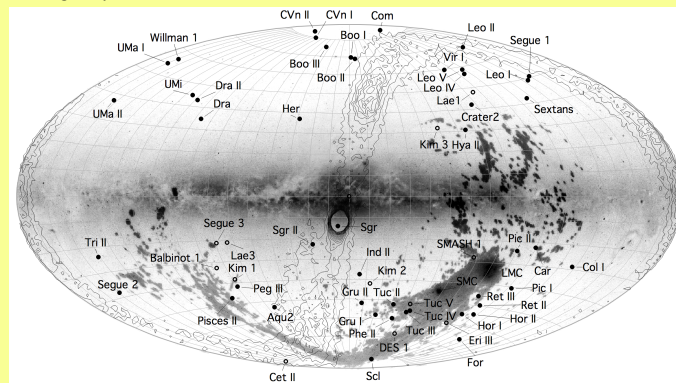 CVn II
CVn I
Com
Leo II
UMa I
Willman 1
Boo I
Vir I
Segue 1
Boo III
Boo II
Leo V
Leo I
Leo IV
UMi
Dra II
Lae1
UMa II
Dra
Her
Crater2
Sextans
Kim 3
Hya II
Segue 3
Sgr II
Sgr
Tri II
Balbinot 1
Lae3
Ind II
SMASH 1
Pic II
Kim 1
Kim 2
LMC
Car
Col I
Segue 2
Peg III
Gru II
Tuc II
SMC
Ret III
Pic I
Pisces II
Aqu2
Tuc V
Ret II
Gru I
Tuc IV
Hor II
Phe II
Tuc III
Hor I
DES 1
Eri III
Cet II
Scl
For